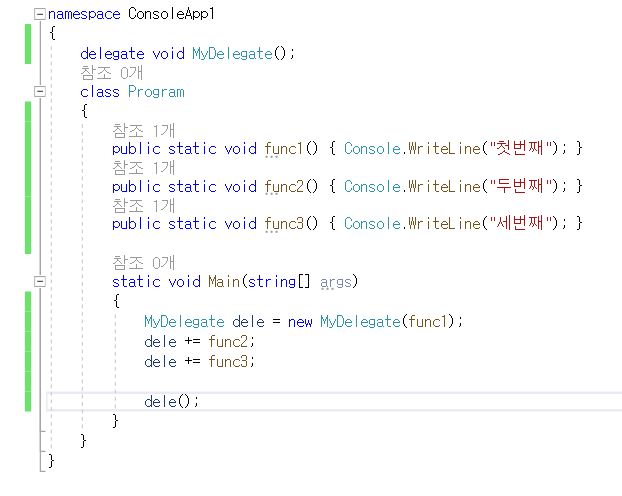 namespace ConsoleApp1
{
delegate void MyDelegate();
참조 0개
class Program
{
참조 1개
public static void func1() { Console.WriteLine("첫번째"); }
참조 1개
public static void func2() { Console.WriteLine("두번째"); }
참조 1개
public static void func3() { Console.WriteLine("세번째"); }
참조 0개
static void Main(string[] args)
{
MyDelegate dele = new MyDelegate(func1);
dele += func2;
dele += func3;
dele();
}
}
}